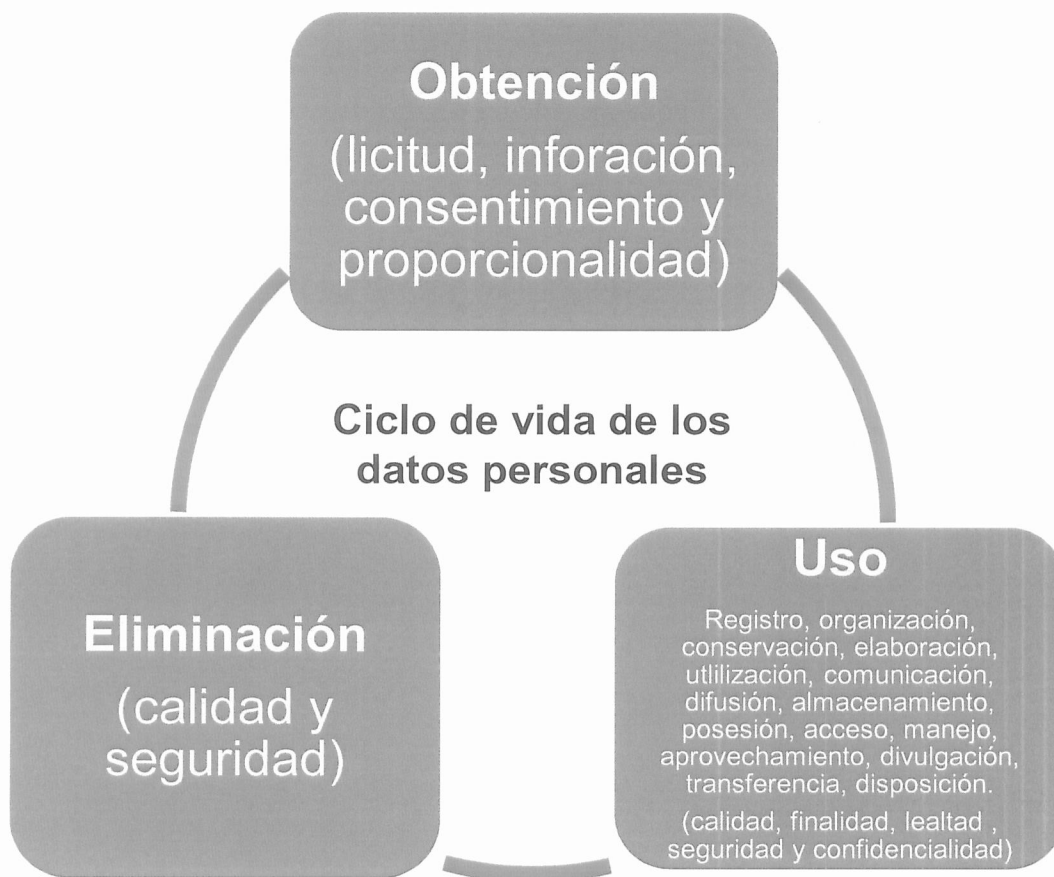 Obtención
(licitud, inforación,
consentimiento y
proporcionalidad)
Ciclo de vida de los
datos personales
Uso
Registro, organización,
conservación, elaboración,
utlilización, comunicación,
difusión, almacenamiento,
posesión, acceso, manejo,
aprovechamiento, divulgación,
transferencia, disposición.
(calidad, finalidad, lealtad ,
seguridad y confidencialidad)
Eliminación
(calidad y
seguridad)